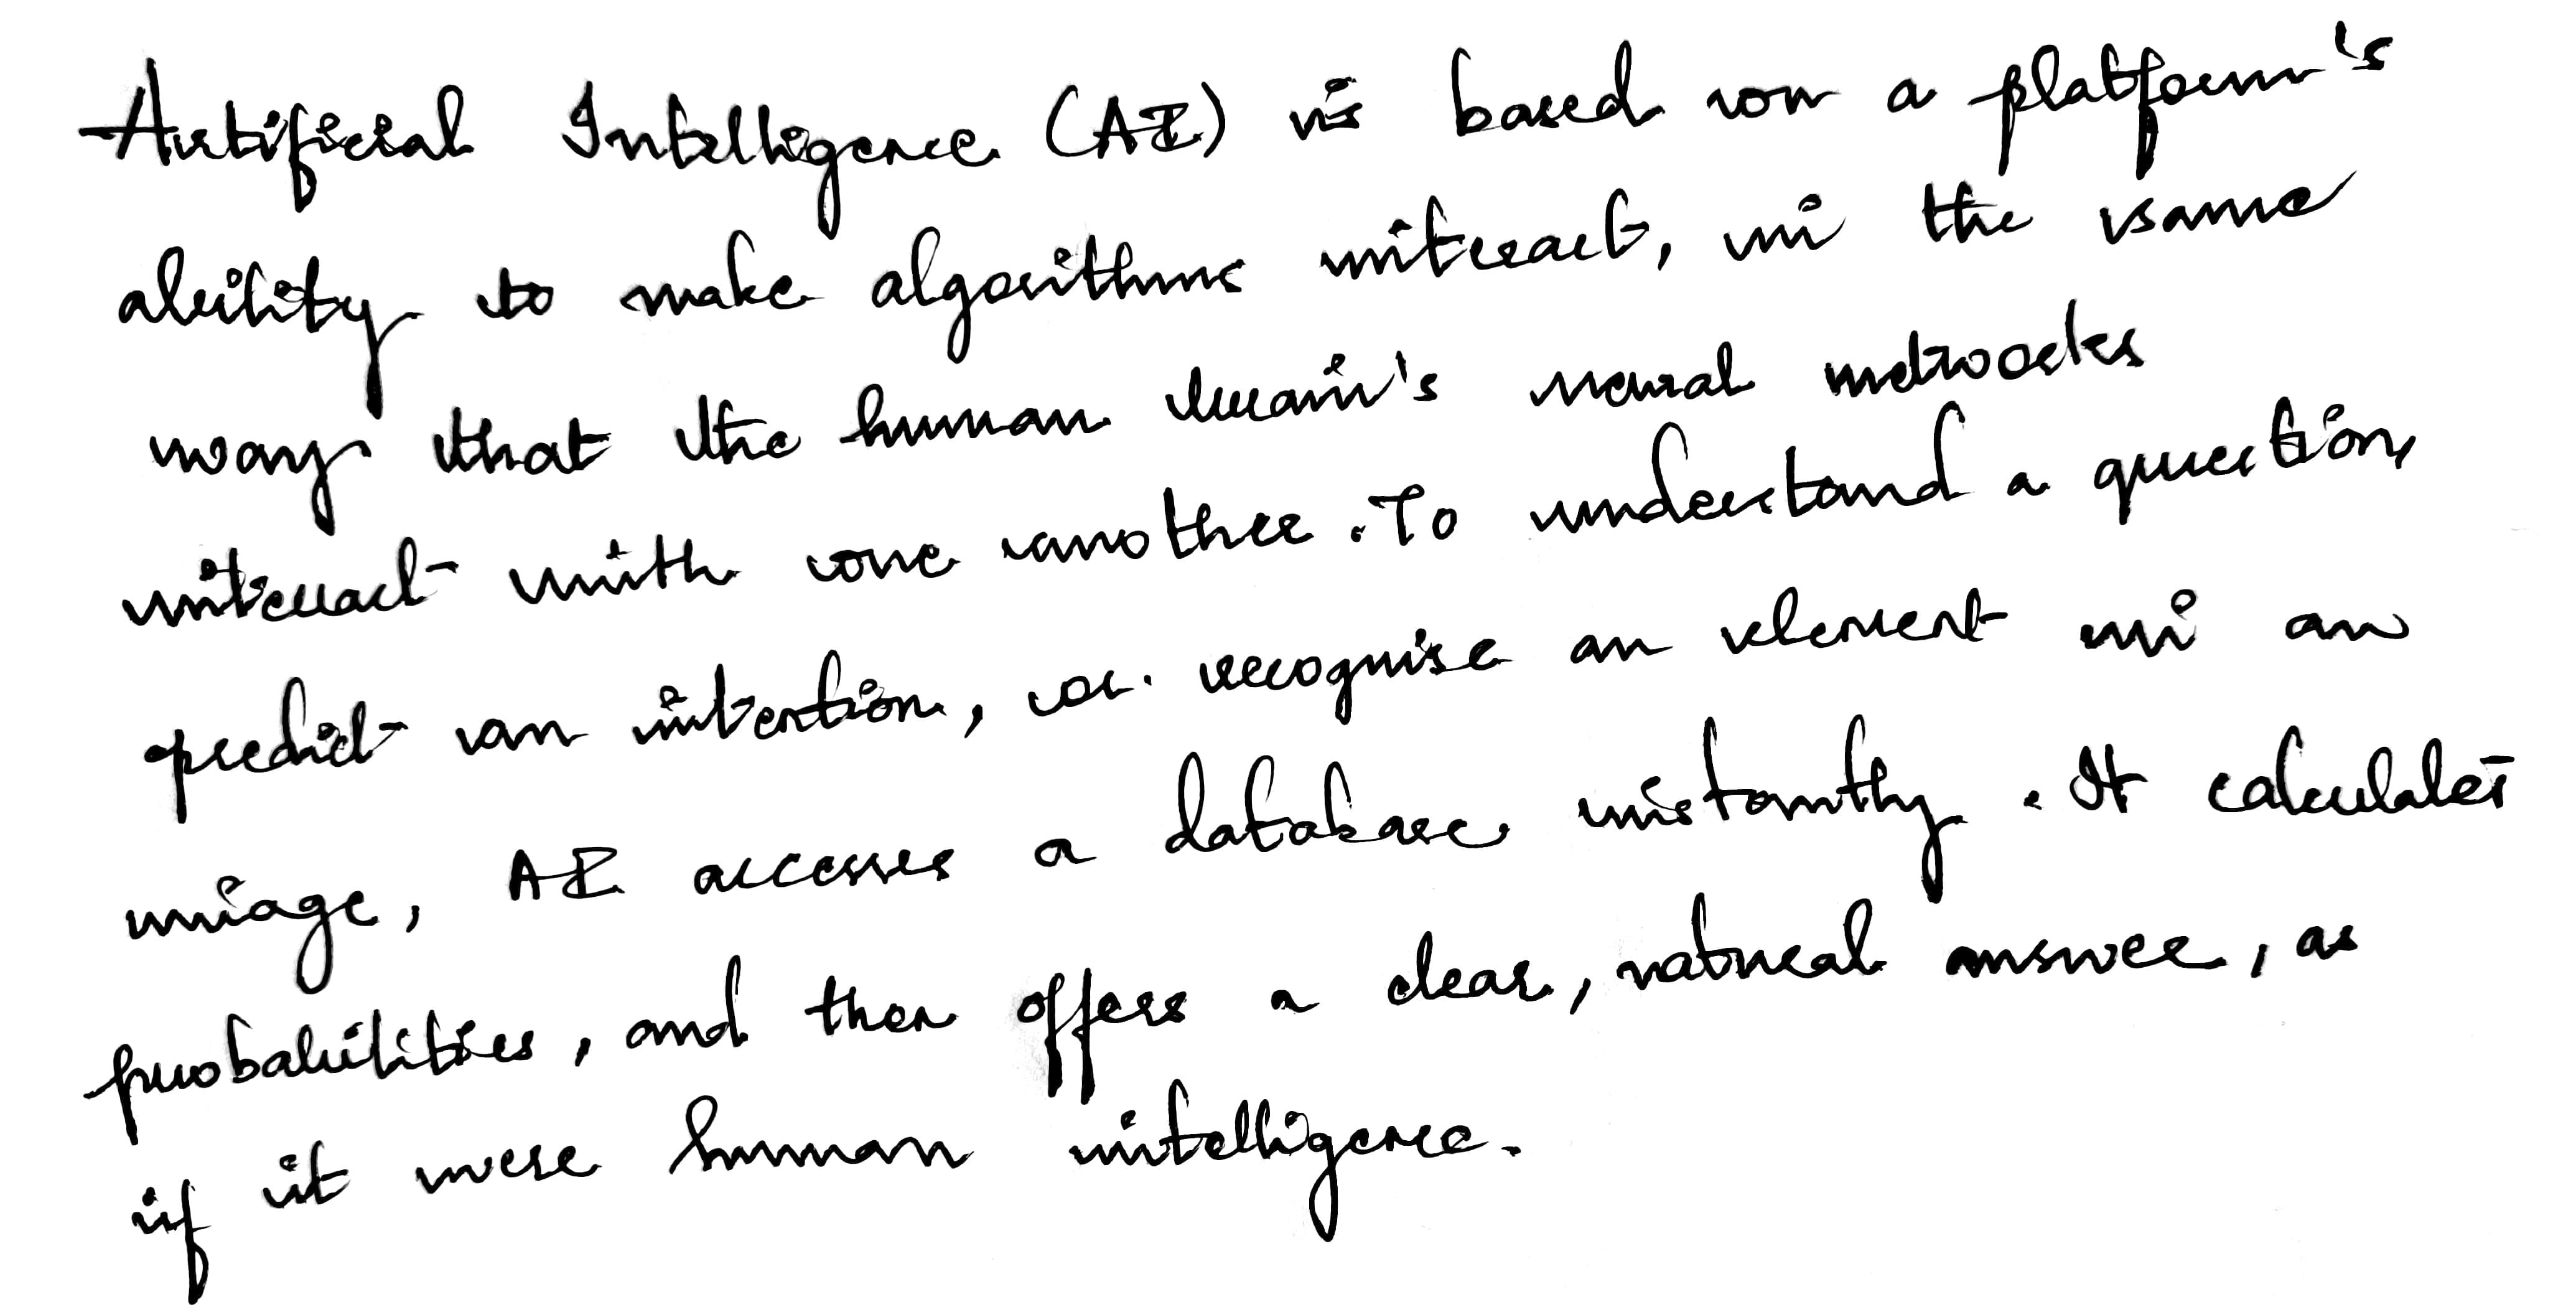 Artificial Intelligence (AI) is based on a platform's
ability to make algorithms interact, in the same
way that the human brain's neural networks
interact with one another. To understand a question,
predict an intention, or recognise an element in an
image, AI accesses a database instantly. It calculates
probabilities, and then offers a clear, natural answer, as
if it were human intelligence.